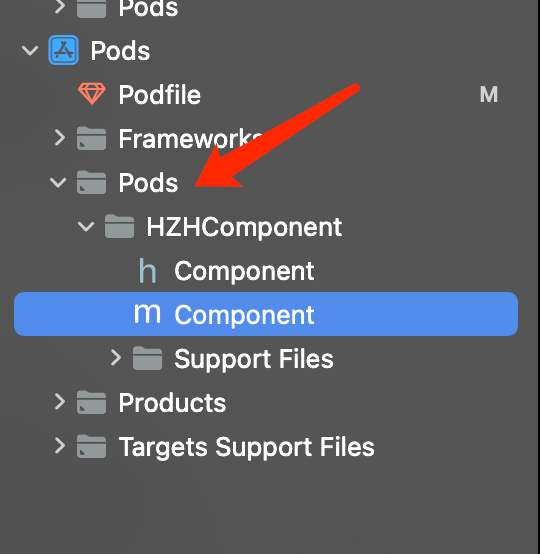 Pods
Pods
Podfile M
Frameworks
Pods
HZHComponent
h Component
m Component
Support Files
Products
Targets Support Files